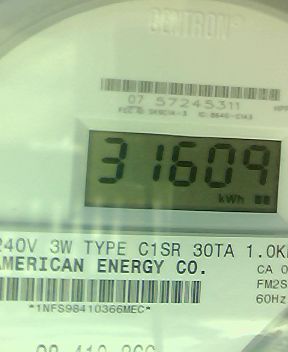 CENTRON®
07 57245311
31609
kWh
240V 3W TYPE C1SR 30TA 1.0K
AMERICAN ENERGY CO.
CA 0
FM2S
60Hz
*1NFS98410366MEC*